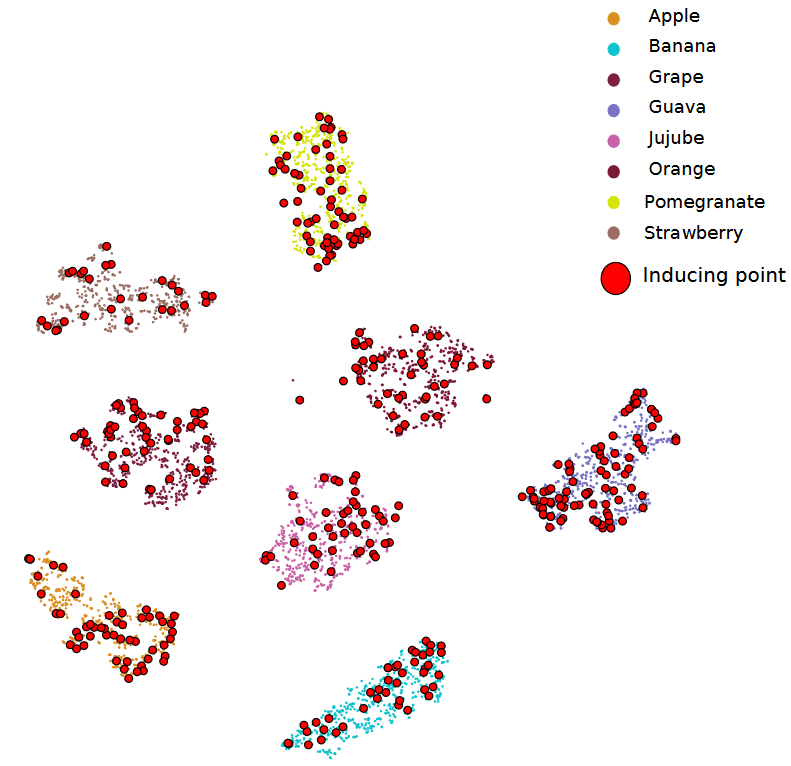 Apple
Banana
Grape
Guava
Jujube
Orange
Pomegranate
Strawberry
Inducing point